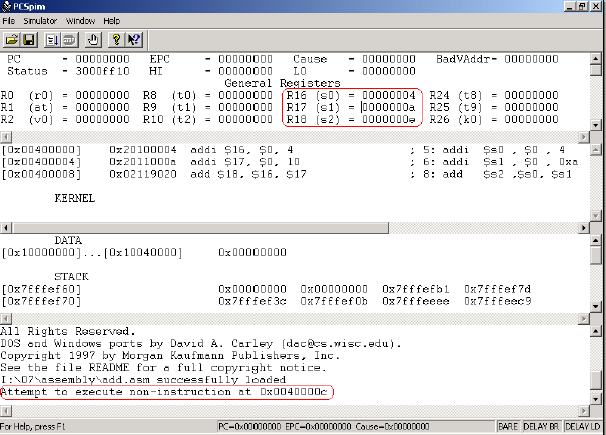 PCSpim
File Simulator Window Help
PC - 00000000 EPC = 00000000 Cause - 00000000 BadVAddr- 00000000
Status - 3000ff10 HI - 00000000 LO - 00000000
General Registers
R0 (r0) = 00000000 R8 (t0) = 00000000 R16 (s0) = 00000004 R24 (t8) = 00000000
R1 (at) = 00000000 R9 (t1) = 00000000 R17 (s1) = 0000000a R25 (t9) = 00000000
R2 (v0) = 00000000 R10 (t2) = 00000000 R18 (s2) = 0000000e R26 (k0) = 00000000
[0x00400000] 0x20100004 addi $16, $0, 4 ; 5: addi $s0 , $0 , 4
[0x00400004] 0x2011000a addi $17, $0, 10 ; 6: addi $s1 , $0 , 0xa
[0x00400008] 0x02119020 add $18, $16, $17 ; 8: add $s2 ,$s0, $s1
KERNEL
DATA
[0x10000000]...[0x10040000] 0x00000000
STACK
[0x7fffef60] 0x00000000 0x00000000 0x7fffefb1 0x7fffef7d
[0x7fffef70] 0x7fffef3c 0x7fffef0b 0x7fffeeee 0x7fffeec9
All Rights Reserved.
DOS and Windows ports by David A. Carley (dac@cs.wisc.edu).
Copyright 1997 by Morgan Kaufmann Publishers, Inc.
See the file README for a full copyright notice.
I:\07\assembly\add.asm successfully loaded
Attempt to execute non-instruction at 0x0040000c
For Help, press F1 PC=0x00000000 EPC=0x00000000 Cause=0x00000000 BARE DELAY BR DELAY LD